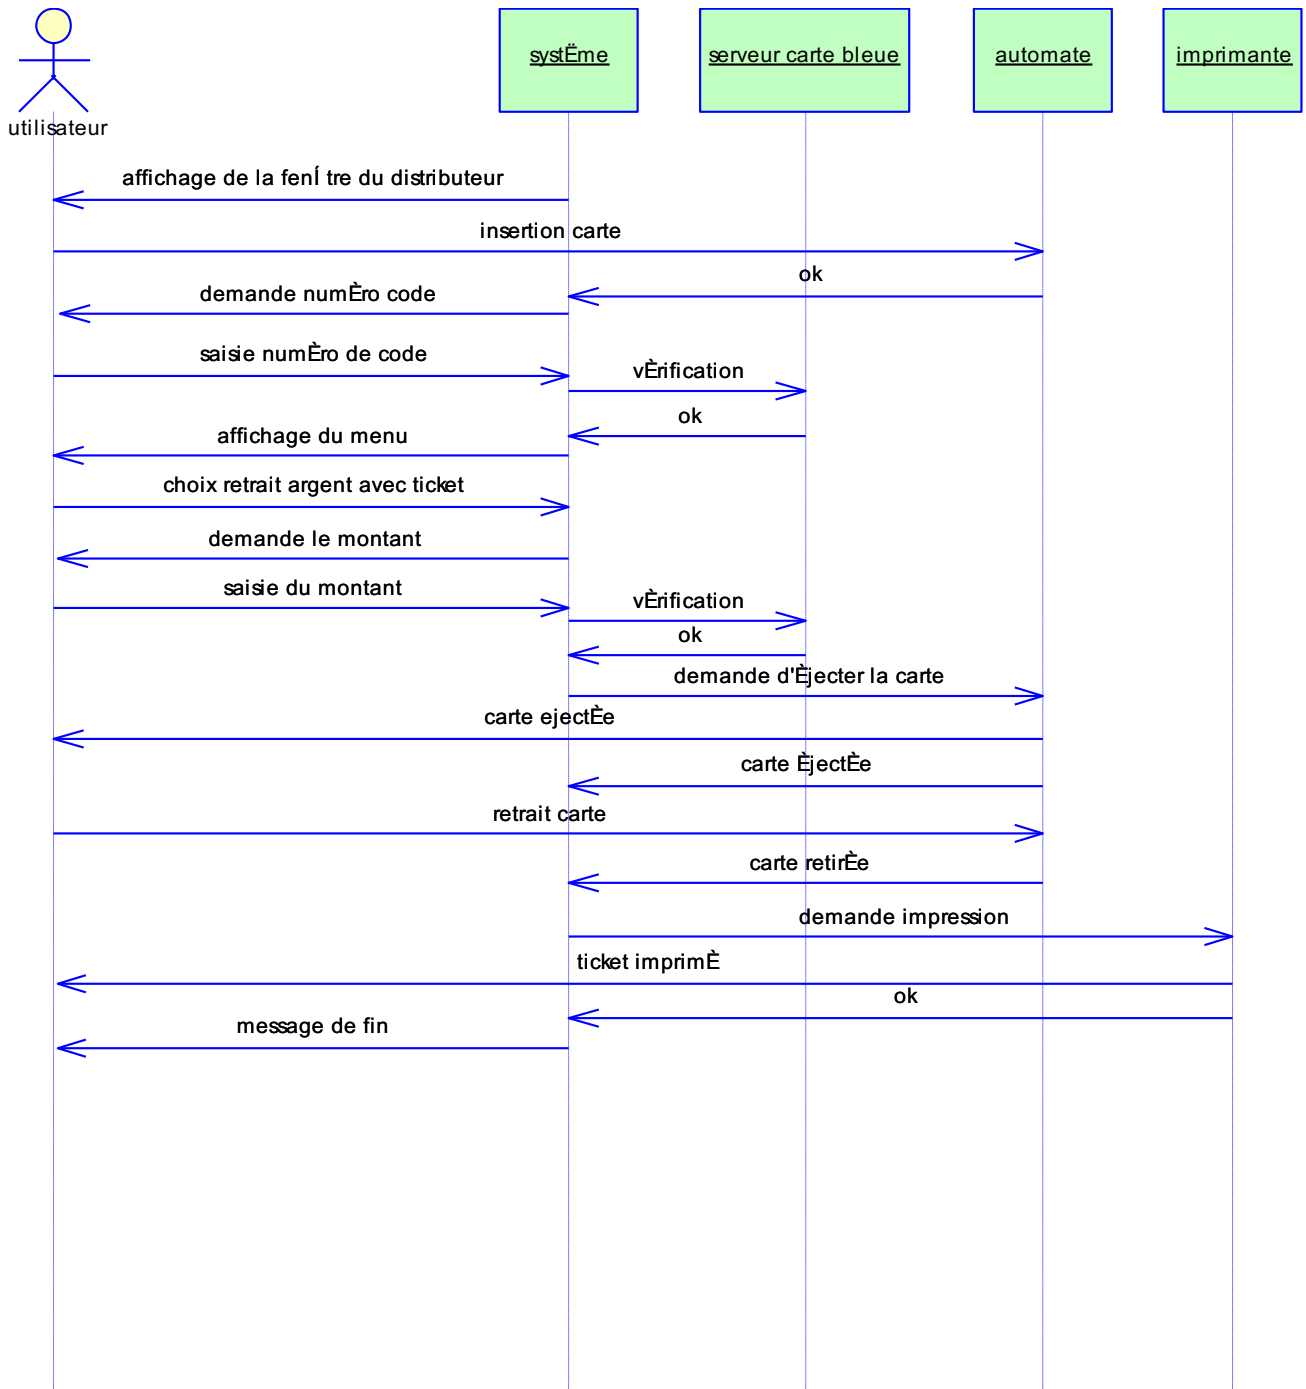 systËme
serveur carte bleue
automate
imprimante
utilisateur
affichage de la fenÍ tre du distributeur
insertion carte
ok
demande numÈro code
saisie numÈro de code
vÈrification
ok
affichage du menu
choix retrait argent avec ticket
demande le montant
saisie du montant
vÈrification
ok
demande d'Èjecter la carte
carte ejectÈe
carte ÈjectÈe
retrait carte
carte retirÈe
demande impression
ticket imprimÈ
ok
message de fin